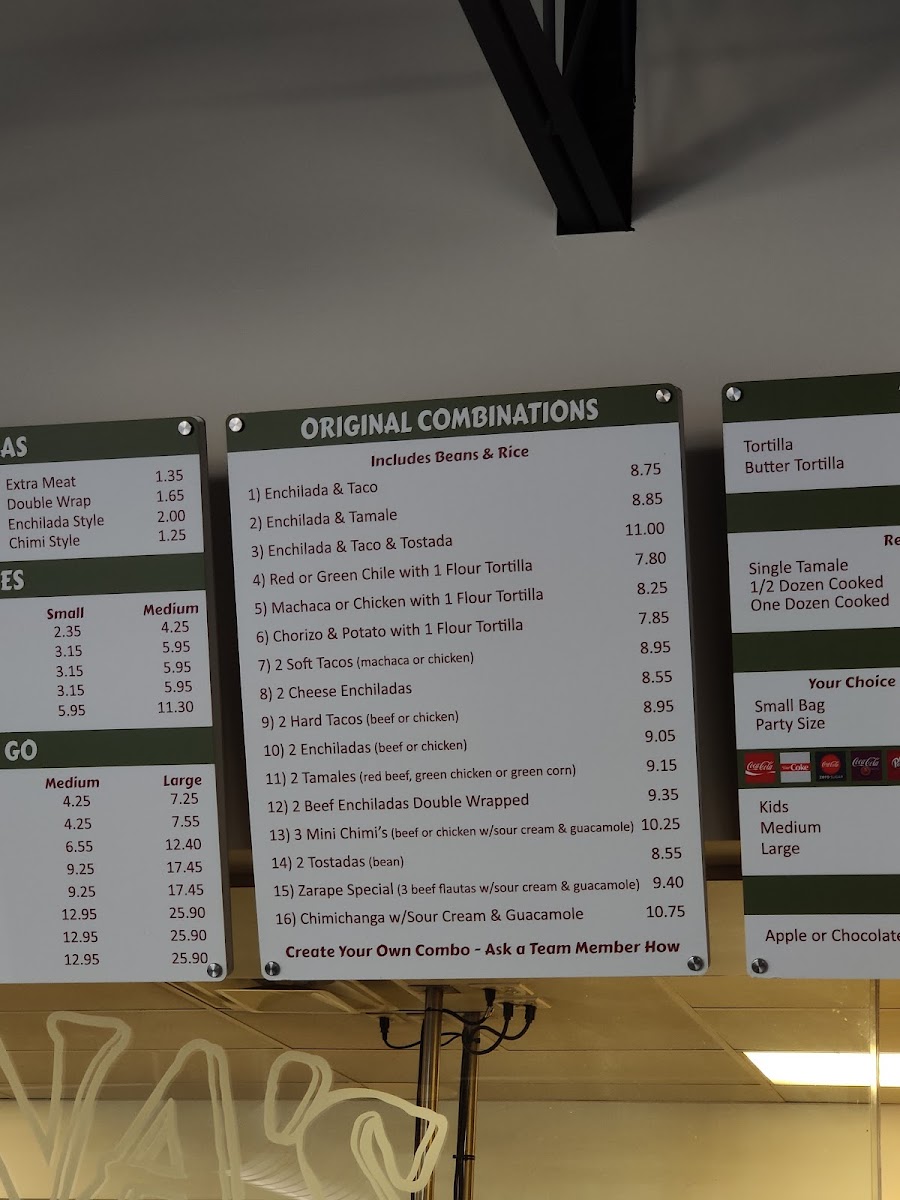 AS
Extra Meat 1.35
Double Wrap 1.65
Enchilada Style 2.00
Chimi Style 1.25
ES
Small Medium
2.35 4.25
3.15 5.95
3.15 5.95
3.15 5.95
5.95 11.30
GO
Medium Large
4.25 7.25
4.25 7.55
6.55 12.40
9.25 17.45
9.25 17.45
12.95 25.90
12.95 25.90
12.95 25.90
ORIGINAL COMBINATIONS
Includes Beans & Rice
1) Enchilada & Taco 8.75
2) Enchilada & Tamale 8.85
3) Enchilada & Taco & Tostada 11.00
4) Red or Green Chile with 1 Flour Tortilla 7.80
5) Machaca or Chicken with 1 Flour Tortilla 8.25
6) Chorizo & Potato with 1 Flour Tortilla 7.85
7) 2 Soft Tacos (machaca or chicken) 8.95
8) 2 Cheese Enchiladas 8.55
9) 2 Hard Tacos (beef or chicken) 8.95
10) 2 Enchiladas (beef or chicken) 9.05
11) 2 Tamales (red beef, green chicken or green corn) 9.15
12) 2 Beef Enchiladas Double Wrapped 9.35
13) 3 Mini Chimi's (beef or chicken w/sour cream & guacamole) 10.25
14) 2 Tostadas (bean) 8.55
15) Zarape Special (3 beef flautas w/sour cream & guacamole) 9.40
16) Chimichanga w/Sour Cream & Guacamole 10.75
Create Your Own Combo - Ask a Team Member How
Tortilla
Butter Tortilla
Re
Single Tamale
1/2 Dozen Cooked
One Dozen Cooked
Your Choice
Small Bag
Party Size
Coca-Cola Coke Coca-Cola Coca-Cola
Kids
Medium
Large
Apple or Chocolate
VA'S